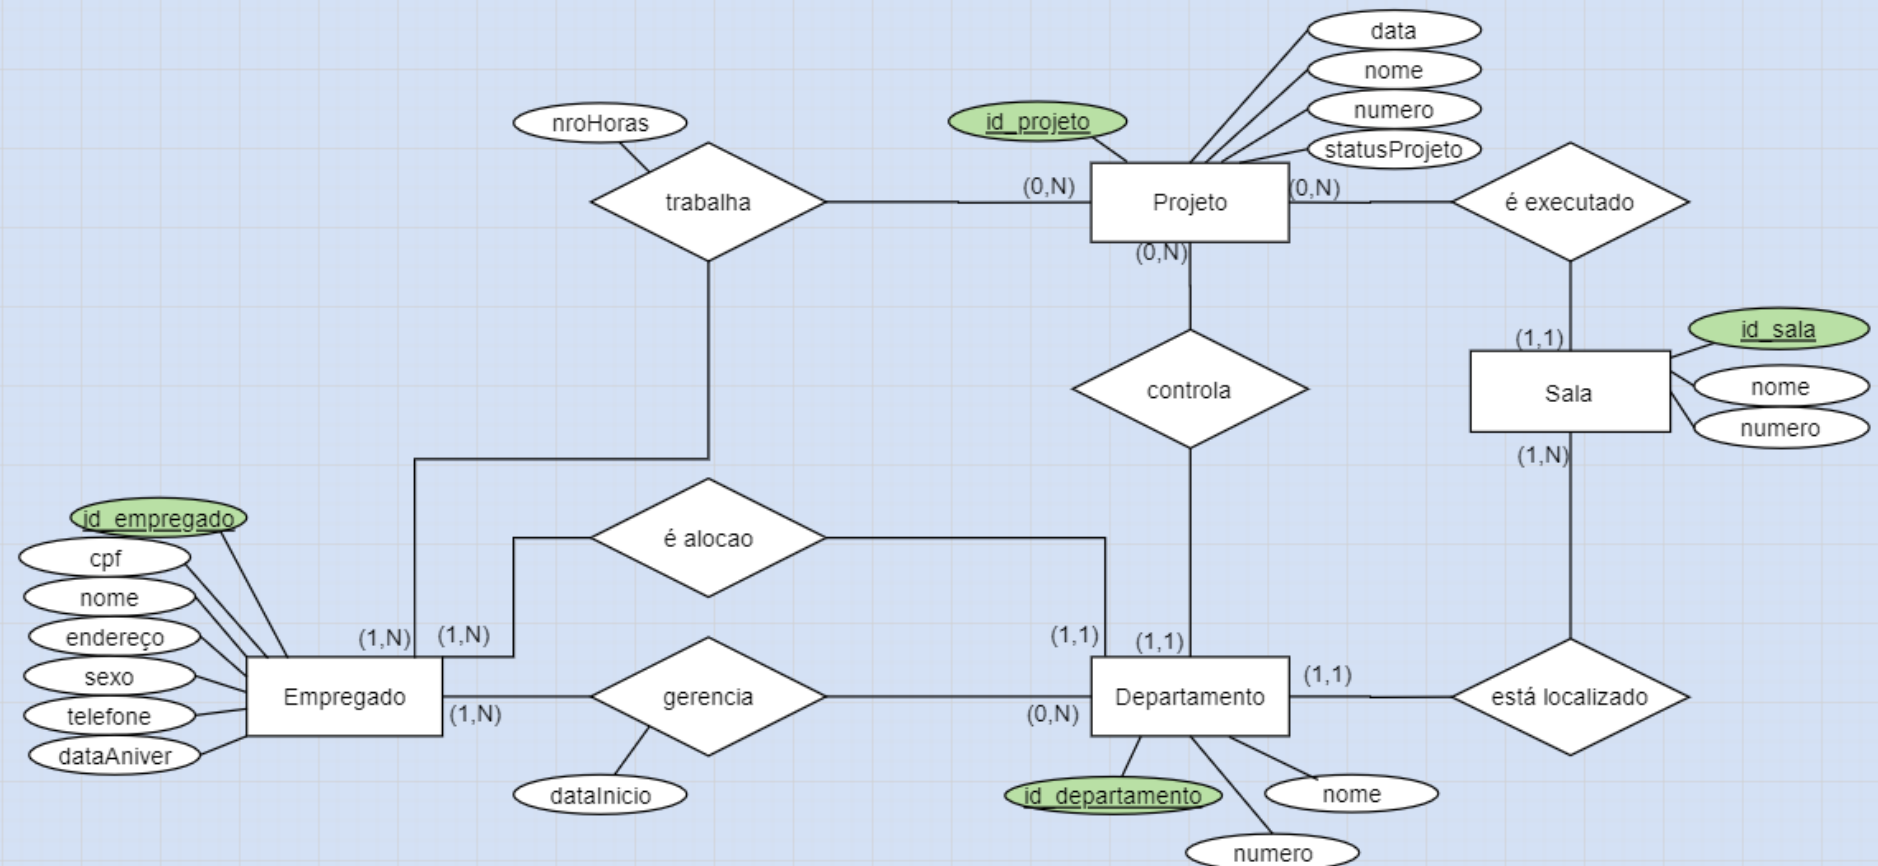 data
nome
numero
statusProjeto
nroHoras
id_projeto
trabalha
(0,N)
Projeto
(0,N)
é executado
(0,N)
controla
(1,1)
id_sala
nome
numero
Sala
(1,N)
id_empregado
cpf
nome
endereço
sexo
telefone
dataAniver
é alocao
(1,N)
(1,N)
(1,1)
(1,1)
Empregado
(1,N)
gerencia
(0,N)
Departamento
(1,1)
está localizado
dataInicio
id_departamento
nome
numero